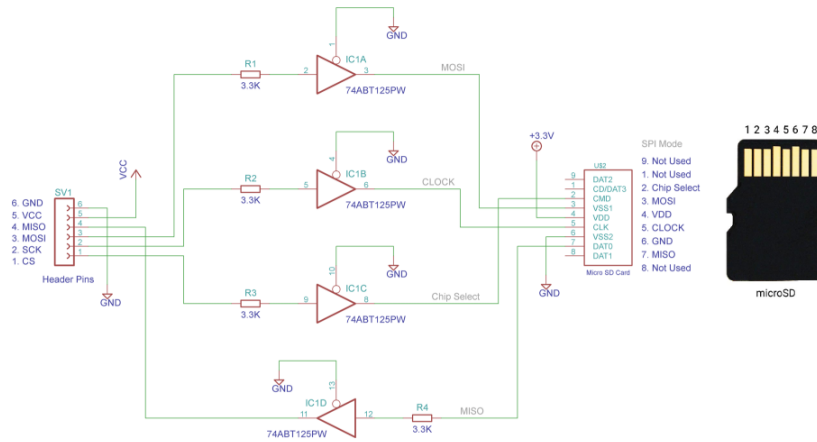 1
GND
IC1A
R1
2
3
MOSI
3.3K
74ABT125PW
4
GND
IC1B
R2
5
6
CLOCK
3.3K
74ABT125PW
10
GND
IC1C
R3
9
8
Chip Select
3.3K
74ABT125PW
GND
13
IC1D
11
12
R4
MISO
74ABT125PW
3.3K
VCC
SV1
6. GND
5. VCC
4. MISO
3. MOSI
2. SCK
1. CS
6
5
4
3
2
1
Header Pins
GND
+3.3V
GND
U$2
9 DAT2
1 CD/DAT3
2 CMD
3 VSS1
4 VDD
5 CLK
6 VSS2
7 DAT0
8 DAT1
Micro SD Card
SPI Mode
9. Not Used
1. Not Used
2. Chip Select
3. MOSI
4. VDD
5. CLOCK
6. GND
7. MISO
8. Not Used
1 2 3 4 5 6 7 8
microSD